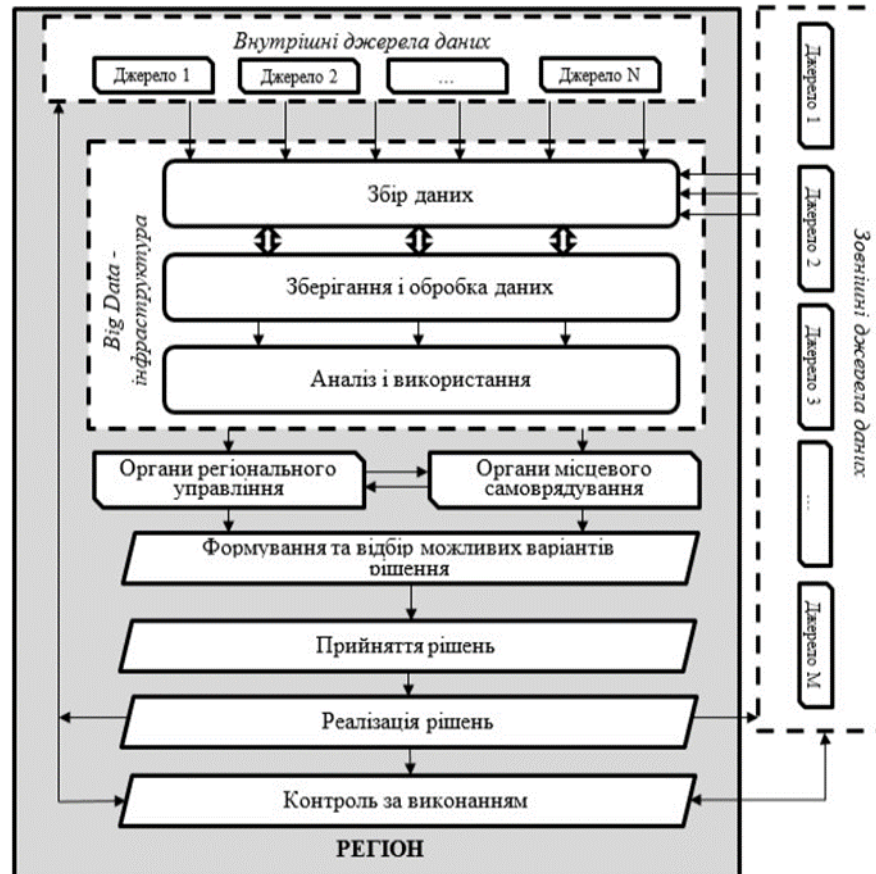 Внутрішні джерела даних
Джерело 1
Джерело 2
...
Джерело N
Big Data -
інфраструктура
Збір даних
Зберігання і обробка даних
Аналіз і використання
Органи регіонального
управління
Органи місцевого
самоврядування
Формування та відбір можливих варіантів
рішення
Прийняття рішень
Реалізація рішень
Контроль за виконанням
РЕГІОН
Джерело 1
Джерело 2
Джерело 3
...
Джерело M
Зовнішні джерела даних